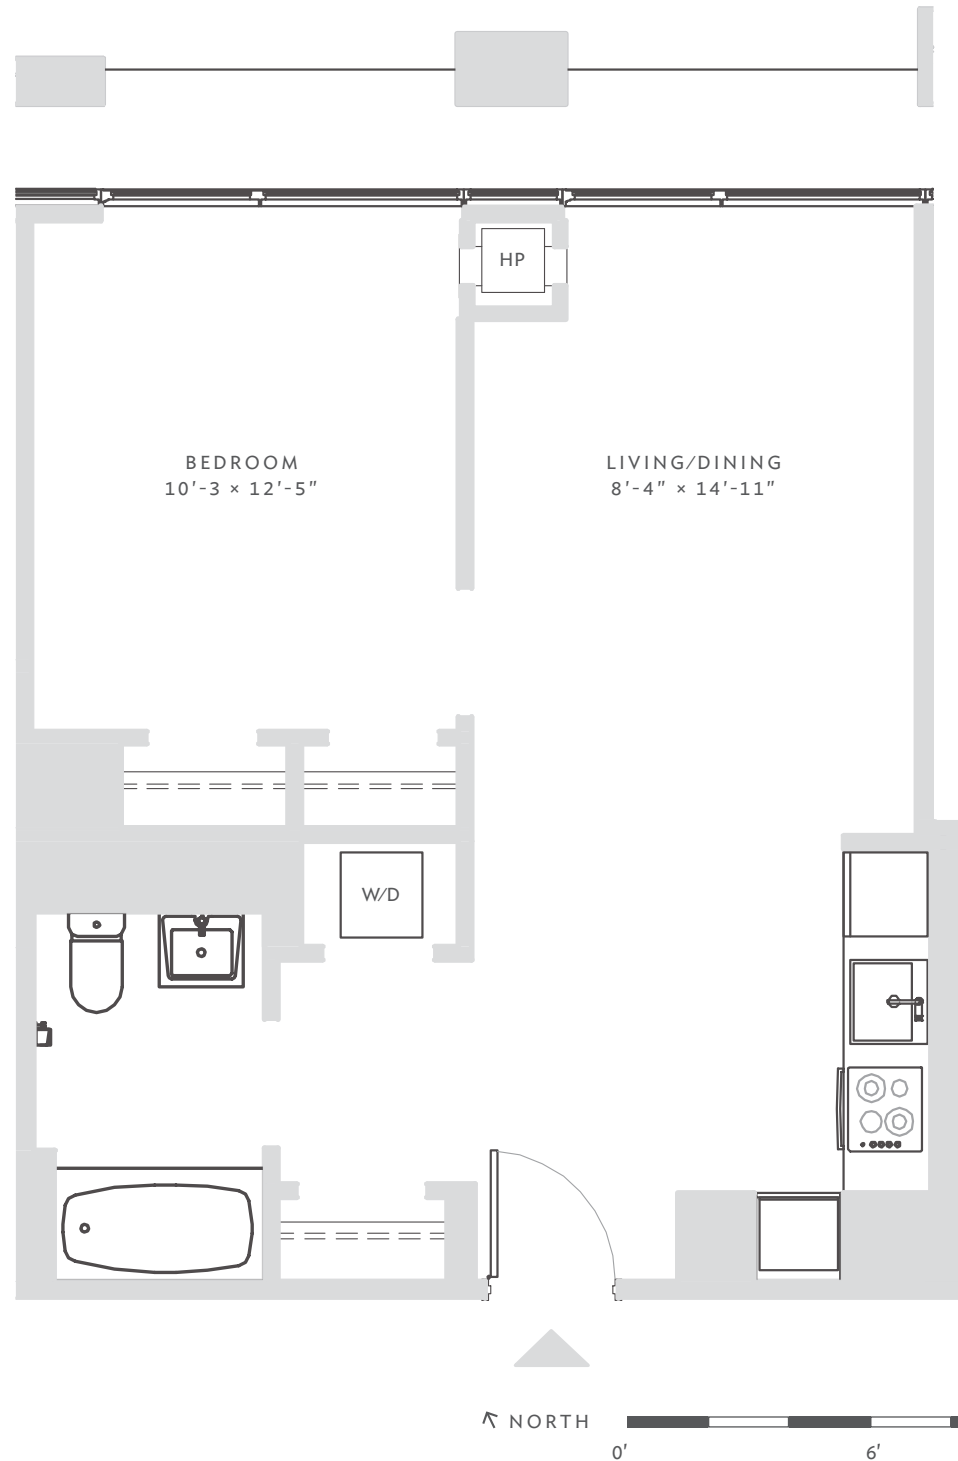 HP
BEDROOM
10'-3 × 12'-5"
LIVING/DINING
8'-4" × 14'-11"
W/D
NORTH
0'
6'